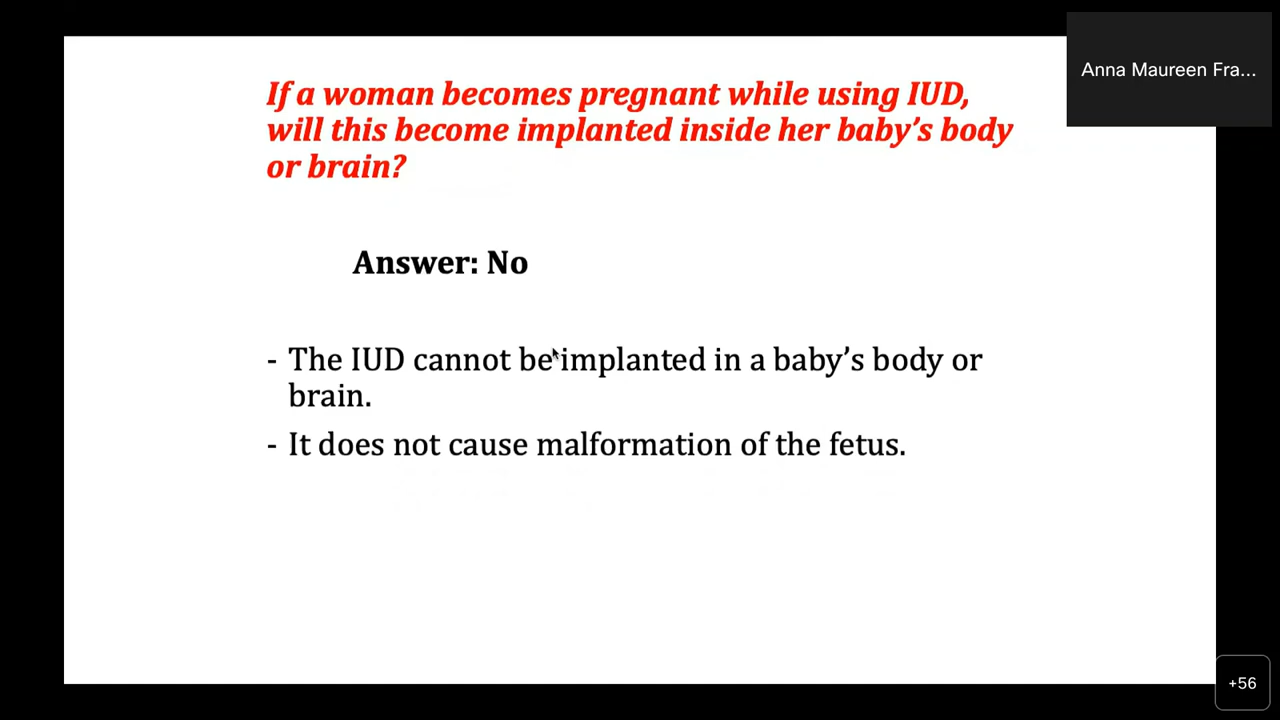 Anna Maureen Fra...
If a woman becomes pregnant while using IUD,
will this become implanted inside her baby’s body
or brain?
Answer: No
- The IUD cannot be implanted in a baby’s body or
brain.
- It does not cause malformation of the fetus.
+56